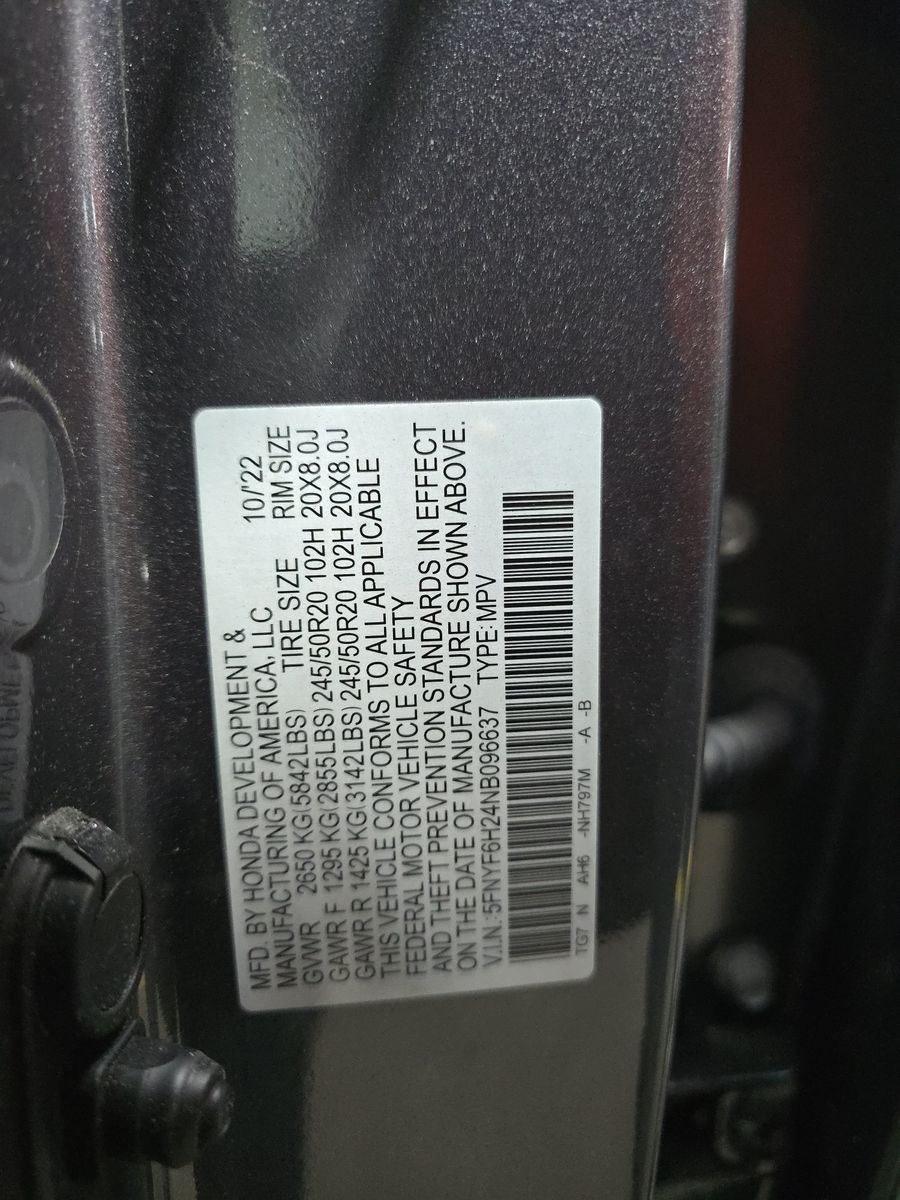 MFD. BY HONDA DEVELOPMENT &
MANUFACTURING OF AMERICA, LLC 10/'22
GVWR 2650 KG(5842LBS) TIRE SIZE RIM SIZE
GAWR F 1295 KG(2855LBS) 245/50R20 102H 20X8.0J
GAWR R 1425 KG(3142LBS) 245/50R20 102H 20X8.0J
THIS VEHICLE CONFORMS TO ALL APPLICABLE
FEDERAL MOTOR VEHICLE SAFETY
AND THEFT PREVENTION STANDARDS IN EFFECT
ON THE DATE OF MANUFACTURE SHOWN ABOVE.
V.I.N.: 5FNYF6H24NB096637 TYPE: MPV
TG7 N AH6 -NH797M -A -B